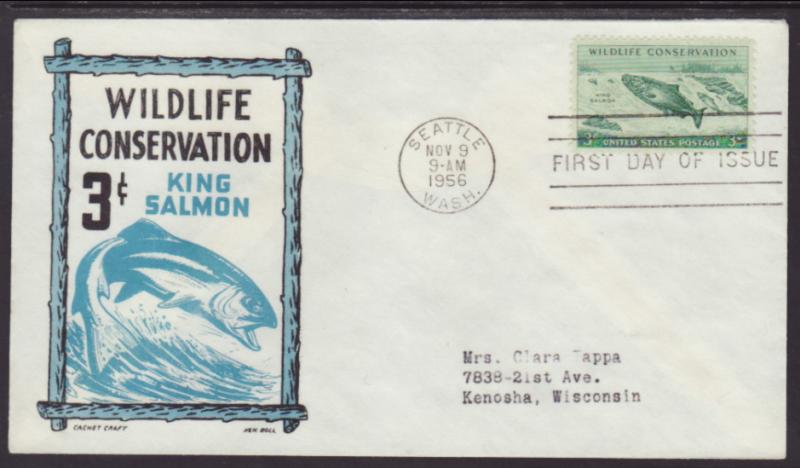 WILDLIFE
CONSERVATION
3¢ KING
SALMON
CACHET CRAFT KEN BOLL
SEATTLE
NOV 9
9-AM
1956
WASH.
WILDLIFE CONSERVATION
KING
SALMON
3¢ UNITED STATES POSTAGE 3¢
FIRST DAY OF ISSUE
Mrs. Clara Tappa
7838-21st Ave.
Kenosha, Wisconsin